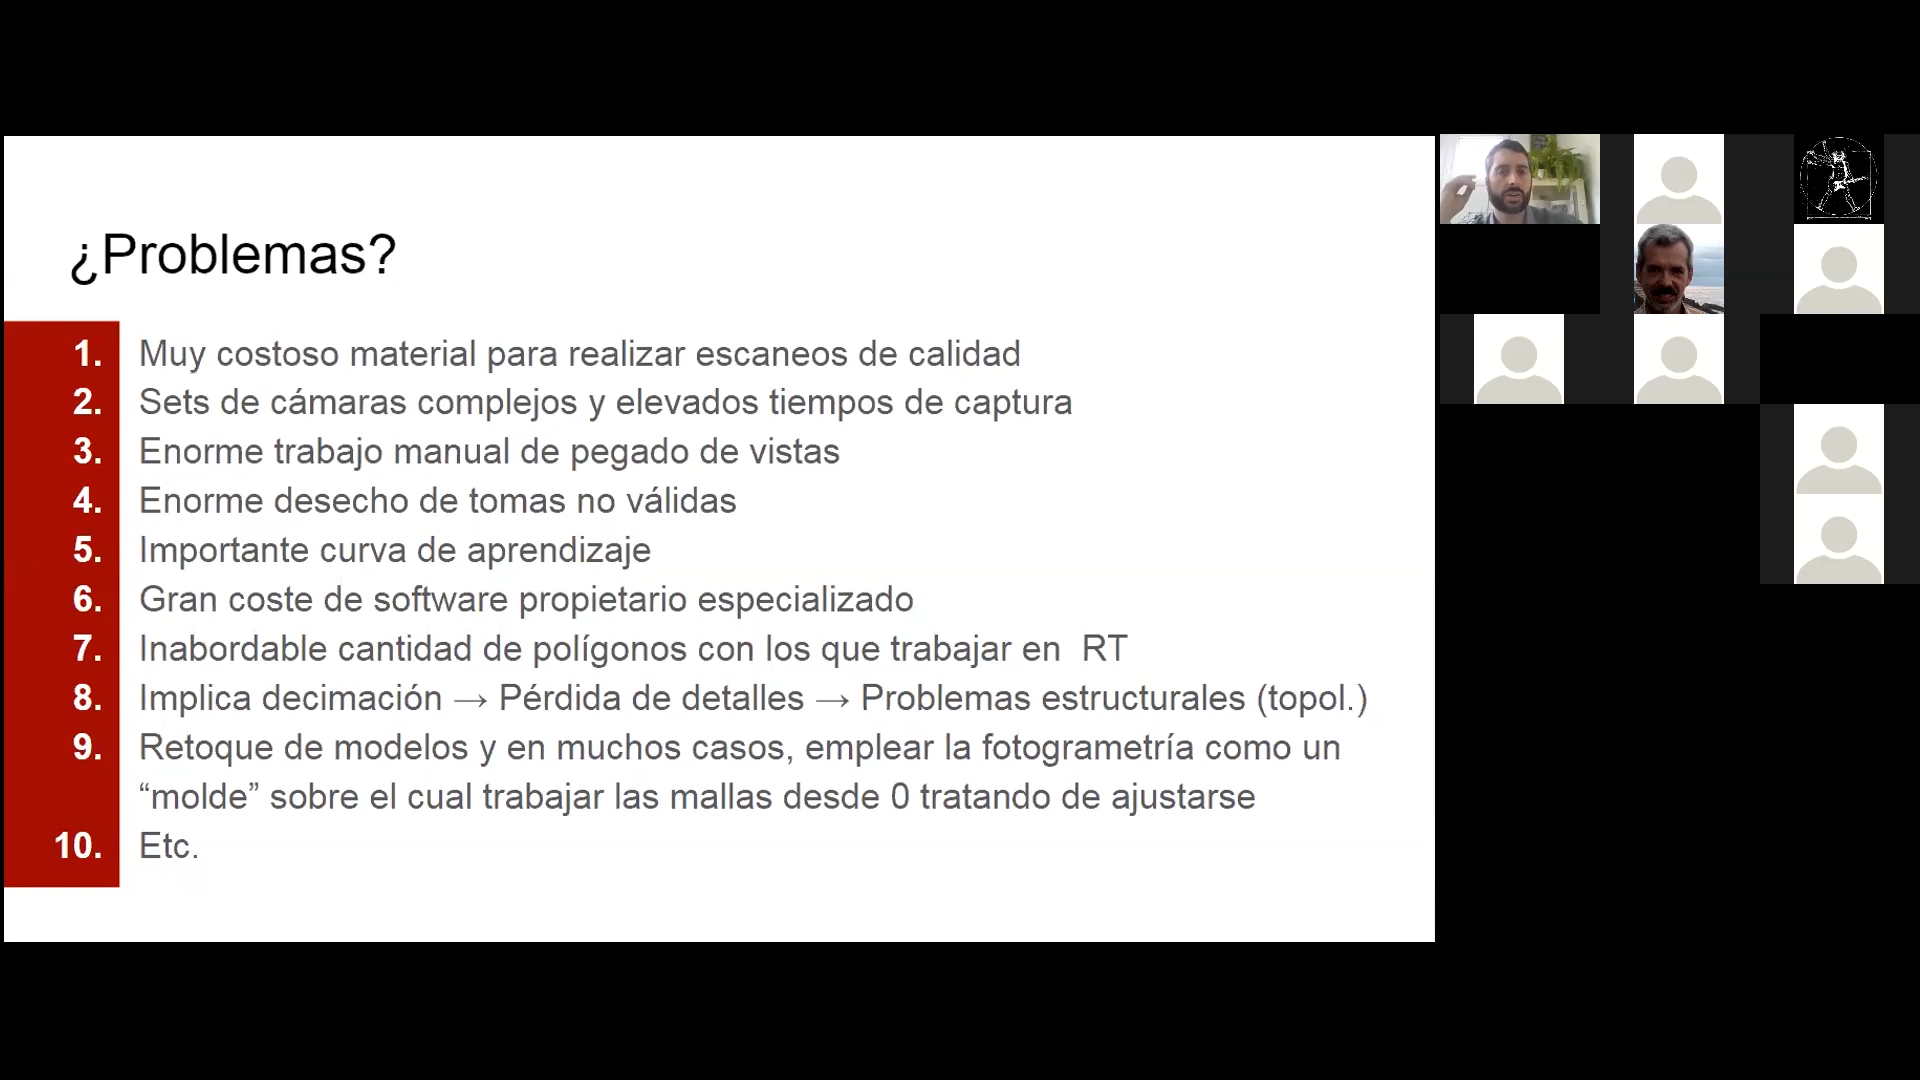 ¿Problemas?
1. Muy costoso material para realizar escaneos de calidad
2. Sets de cámaras complejos y elevados tiempos de captura
3. Enorme trabajo manual de pegado de vistas
4. Enorme desecho de tomas no válidas
5. Importante curva de aprendizaje
6. Gran coste de software propietario especializado
7. Inabordable cantidad de polígonos con los que trabajar en RT
8. Implica decimación → Pérdida de detalles → Problemas estructurales (topol.)
9. Retoque de modelos y en muchos casos, emplear la fotogrametría como un
“molde” sobre el cual trabajar las mallas desde 0 tratando de ajustarse
10. Etc.